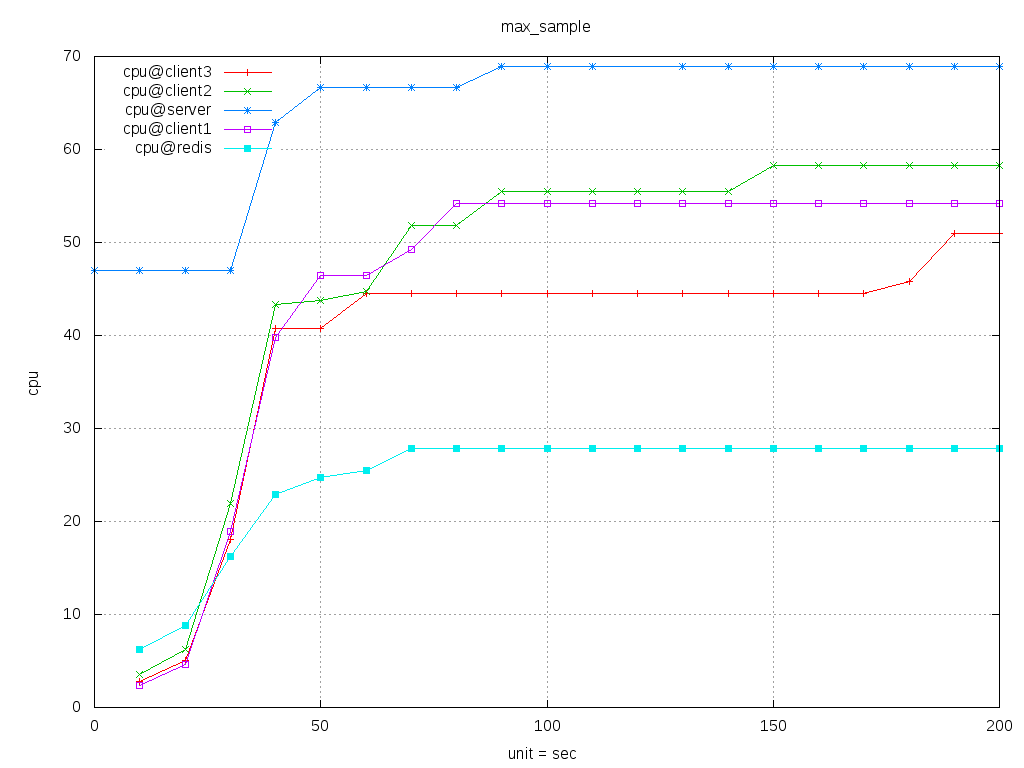 max_sample
70
60
50
40
30
20
10
0
cpu@client3
cpu@client2
cpu@server
cpu@client1
cpu@redis
cpu
0 50 100 150 200
unit = sec